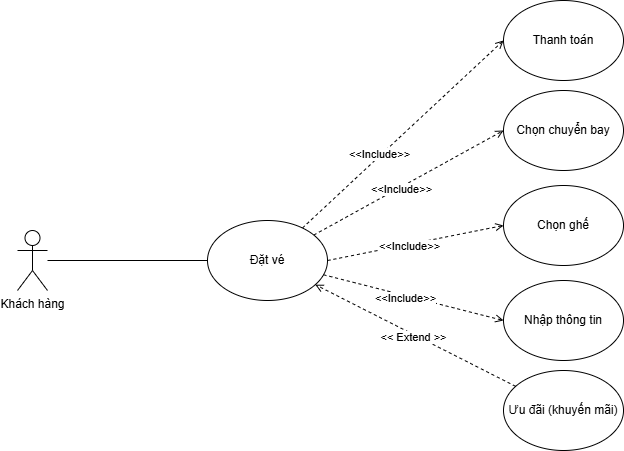 Thanh toán
Chọn chuyển bay
Chọn ghế
Nhập thông tin
Ưu đãi (khuyến mãi)
<<Include>>
<<Include>>
<<Include>>
<<Include>>
<< Extend >>
Đặt vé
Khách hàng